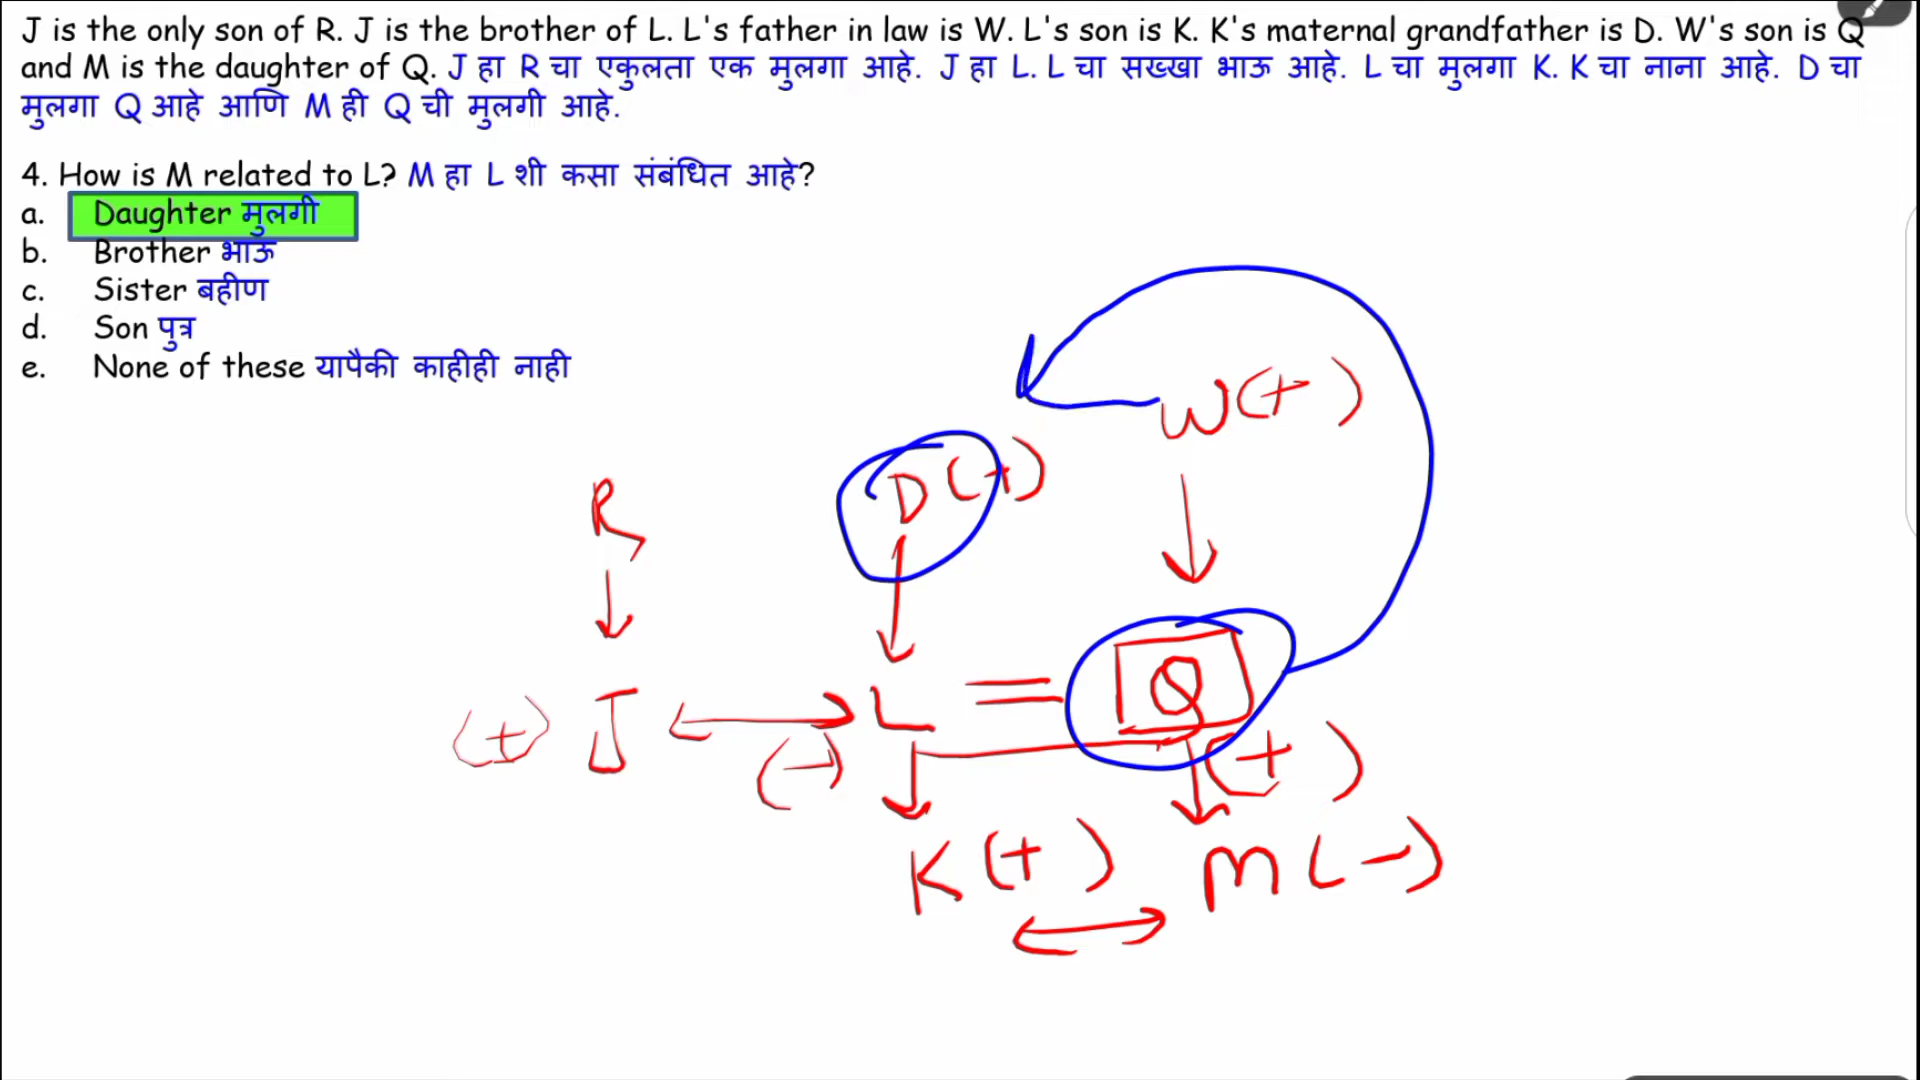 J is the only son of R. J is the brother of L. L's father in law is W. L's son is K. K's maternal grandfather is D. W's son is Q
and M is the daughter of Q. J हा R चा एकुलता एक मुलगा आहे. J हा L. L चा सख्खा भाऊ आहे. L चा मुलगा K. K चा नाना आहे. D चा
मुलगा Q आहे आणि M ही Q ची मुलगी आहे.
4. How is M related to L? M हा L शी कसा संबंधित आहे?
a. Daughter मुलगी
b. Brother भाऊ
c. Sister बहीण
d. Son पुत्र
e. None of these यापैकी काहीही नाही
W(+)
D(+)
R
(+) J (-) L = Q (+)
K(+) M(-)